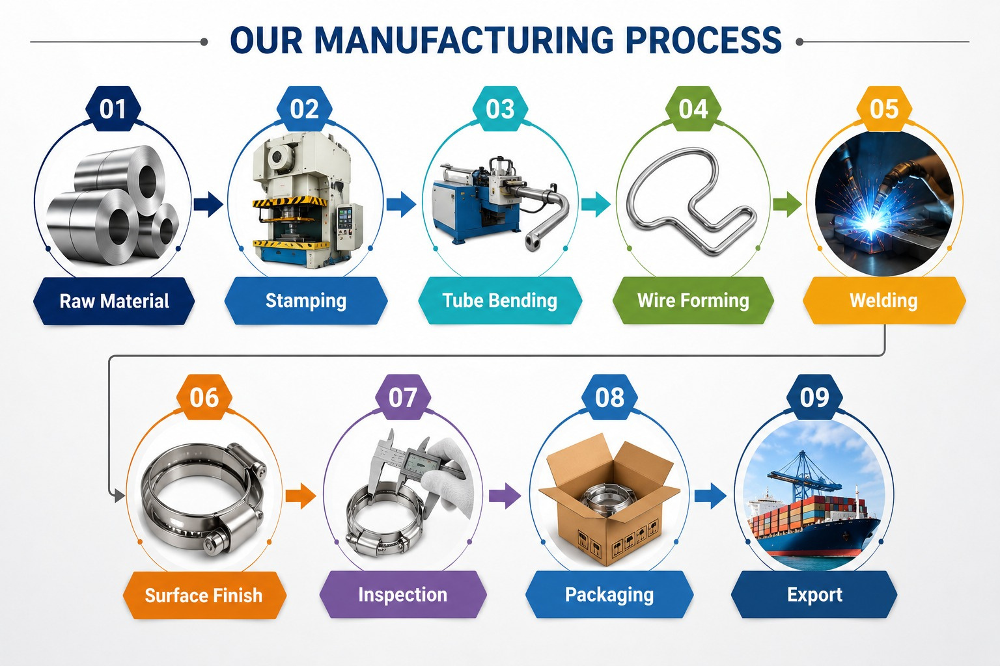 OUR MANUFACTURING PROCESS
01
02
03
04
05
Raw Material
Stamping
Tube Bending
Wire Forming
Welding
06
07
08
09
Surface Finish
Inspection
Packaging
Export